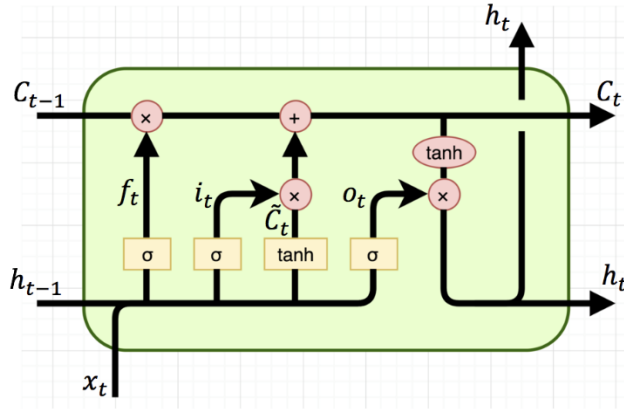 h_t
C_{t-1} × + C_t
tanh
f_t i_t × o_t ×
C̃_t
σ σ tanh σ
h_{t-1} h_t
x_t